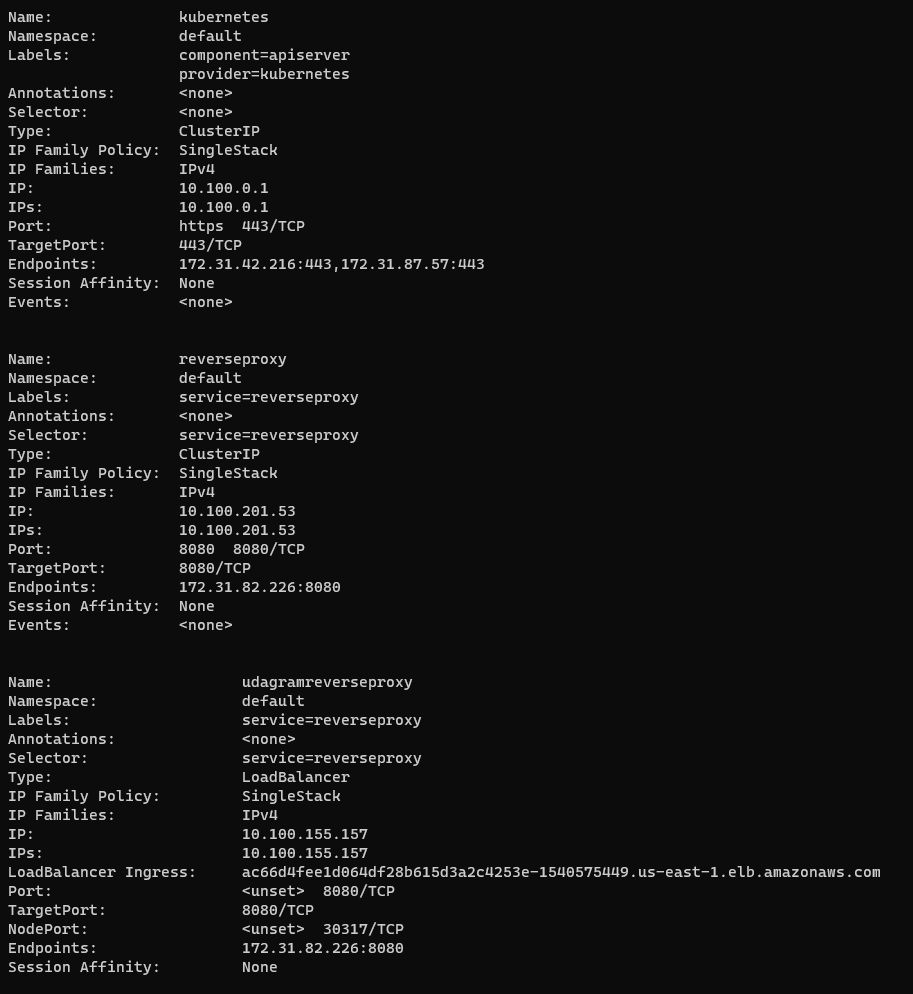 Name:              kubernetes
Namespace:         default
Labels:            component=apiserver
                   provider=kubernetes
Annotations:       <none>
Selector:          <none>
Type:              ClusterIP
IP Family Policy:  SingleStack
IP Families:       IPv4
IP:                10.100.0.1
IPs:               10.100.0.1
Port:              https  443/TCP
TargetPort:        443/TCP
Endpoints:         172.31.42.216:443,172.31.87.57:443
Session Affinity:  None
Events:            <none>
Name:              reverseproxy
Namespace:         default
Labels:            service=reverseproxy
Annotations:       <none>
Selector:          service=reverseproxy
Type:              ClusterIP
IP Family Policy:  SingleStack
IP Families:       IPv4
IP:                10.100.201.53
IPs:               10.100.201.53
Port:              8080  8080/TCP
TargetPort:        8080/TCP
Endpoints:         172.31.82.226:8080
Session Affinity:  None
Events:            <none>
Name:                     udagramreverseproxy
Namespace:                default
Labels:                   service=reverseproxy
Annotations:              <none>
Selector:                 service=reverseproxy
Type:                     LoadBalancer
IP Family Policy:         SingleStack
IP Families:              IPv4
IP:                       10.100.155.157
IPs:                      10.100.155.157
LoadBalancer Ingress:     ac66d4fee1d064df28b615d3a2c4253e-1540575449.us-east-1.elb.amazonaws.com
Port:                     <unset>  8080/TCP
TargetPort:               8080/TCP
NodePort:                 <unset>  30317/TCP
Endpoints:                172.31.82.226:8080
Session Affinity:         None